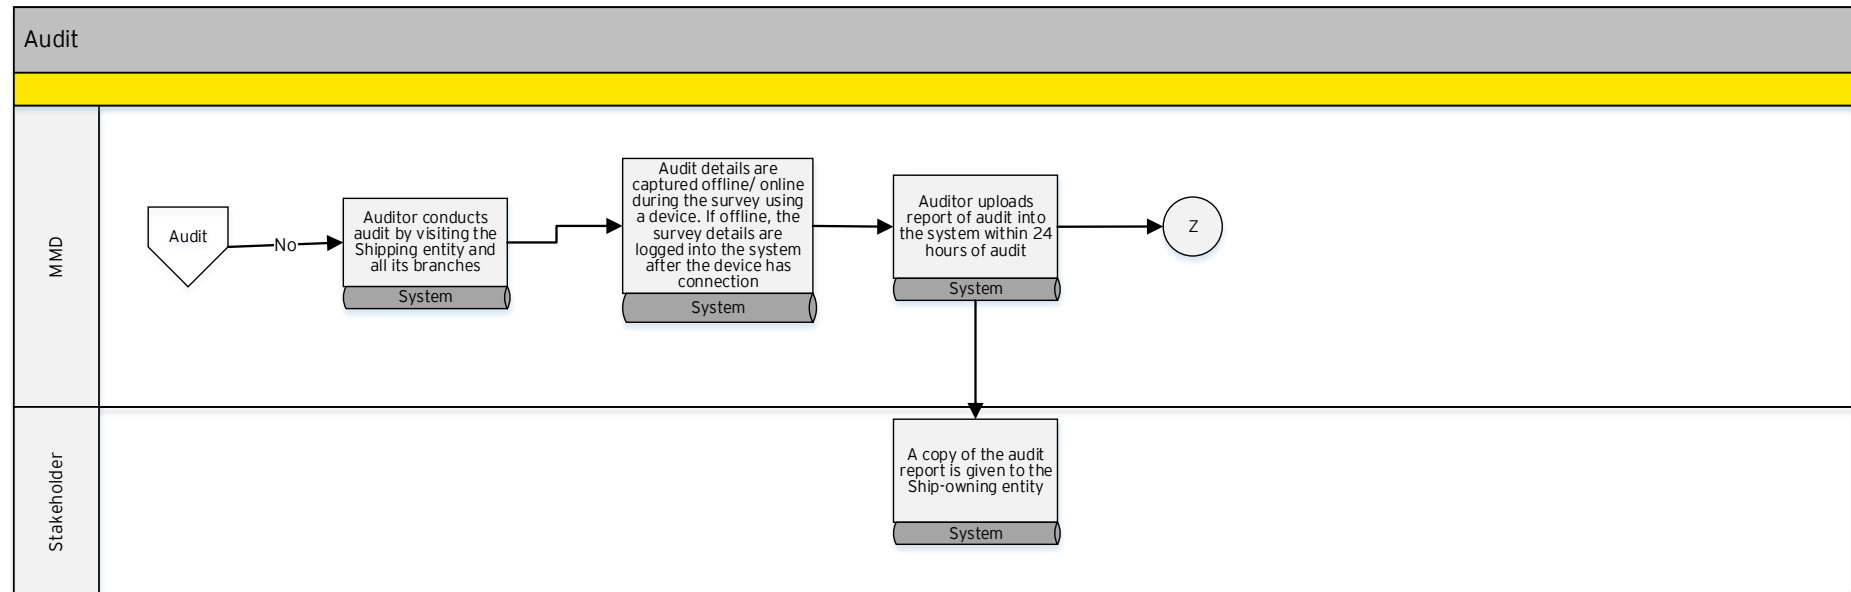 Audit
MMD
Audit
No
Auditor conducts
audit by visiting the
Shipping entity and
all its branches
System
Audit details are
captured offline/ online
during the survey using
a device. If offline, the
survey details are
logged into the system
after the device has
connection
System
Auditor uploads
report of audit into
the system within 24
hours of audit
System
Z
Stakeholder
A copy of the audit
report is given to the
Ship-owning entity
System